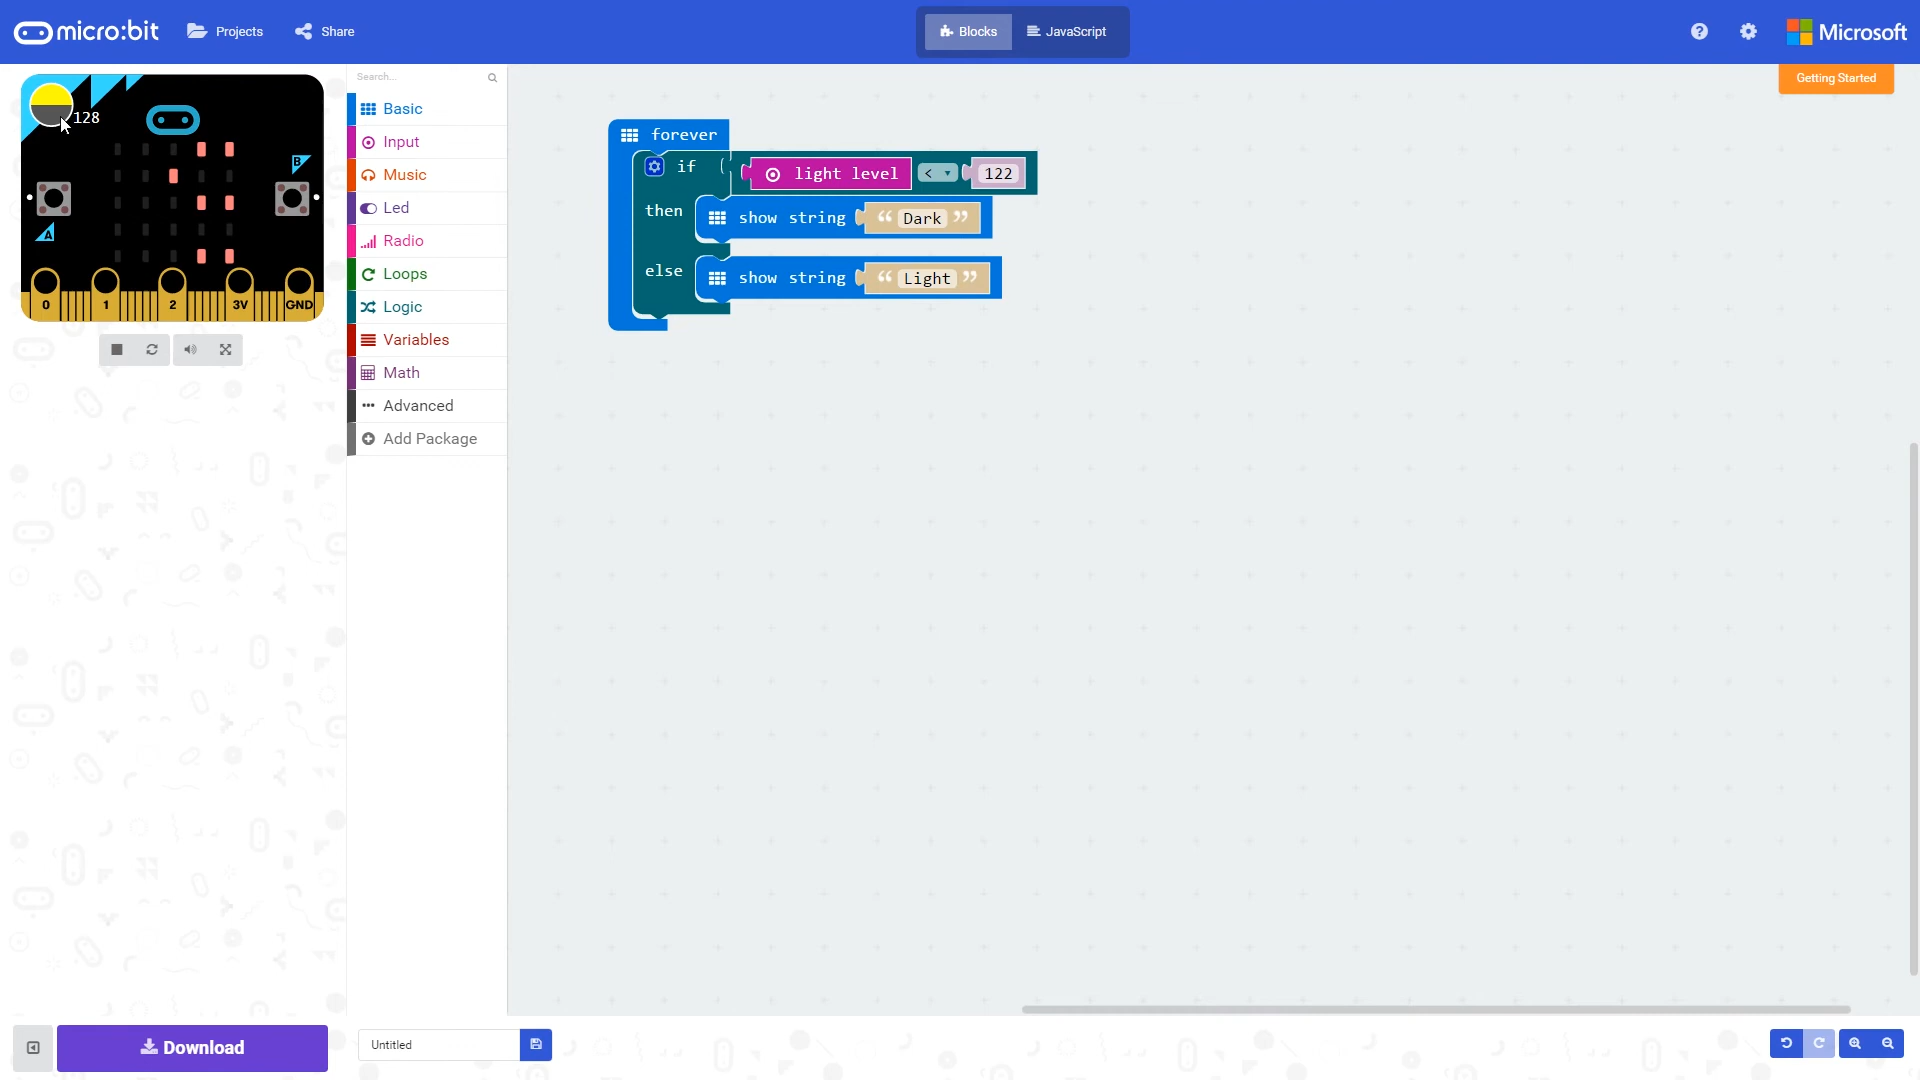 micro:bit
Projects
Share
Blocks
JavaScript
Microsoft
Getting Started
128
B
A
0 1 2 3V GND
Search...
Basic
Input
Music
Led
Radio
Loops
Logic
Variables
Math
Advanced
Add Package
forever
if light level < 122
then show string “ Dark ”
else show string “ Light ”
Download
Untitled